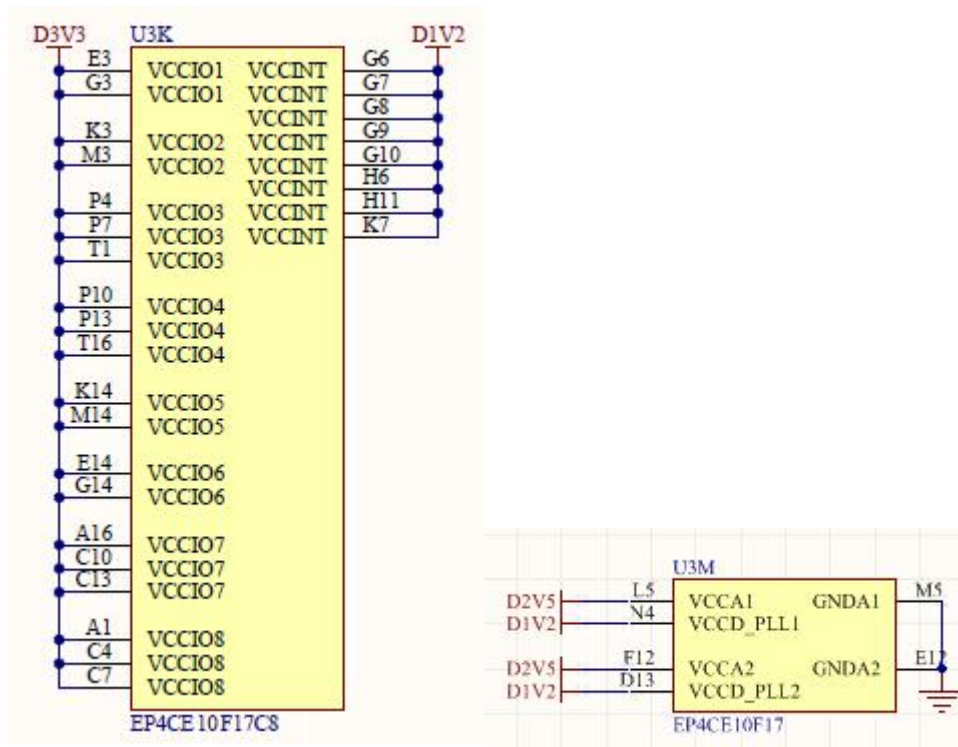 D3V3 U3K D1V2
E3 VCCIO1 VCCINT G6
G3 VCCIO1 VCCINT G7
VCCINT G8
K3 VCCIO2 VCCINT G9
M3 VCCIO2 VCCINT G10
VCCINT H6
P4 VCCIO3 VCCINT H11
P7 VCCIO3 VCCINT K7
T1 VCCIO3
P10 VCCIO4
P13 VCCIO4
T16 VCCIO4
K14 VCCIO5
M14 VCCIO5
E14 VCCIO6
G14 VCCIO6
A16 VCCIO7
C10 VCCIO7
C13 VCCIO7
A1 VCCIO8
C4 VCCIO8
C7 VCCIO8
EP4CE10F17C8
U3M
D2V5 L5 VCCA1 GNDA1 M5
D1V2 N4 VCCD_PLL1
D2V5 F12 VCCA2 GNDA2 E12
D1V2 D13 VCCD_PLL2
EP4CE10F17